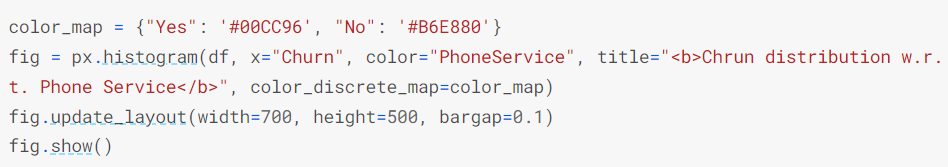 color_map = {"Yes": '#00CC96', "No": '#B6E880'}
fig = px.histogram(df, x="Churn", color="PhoneService", title="<b>Chrun distribution w.r.
t. Phone Service</b>", color_discrete_map=color_map)
fig.update_layout(width=700, height=500, bargap=0.1)
fig.show()